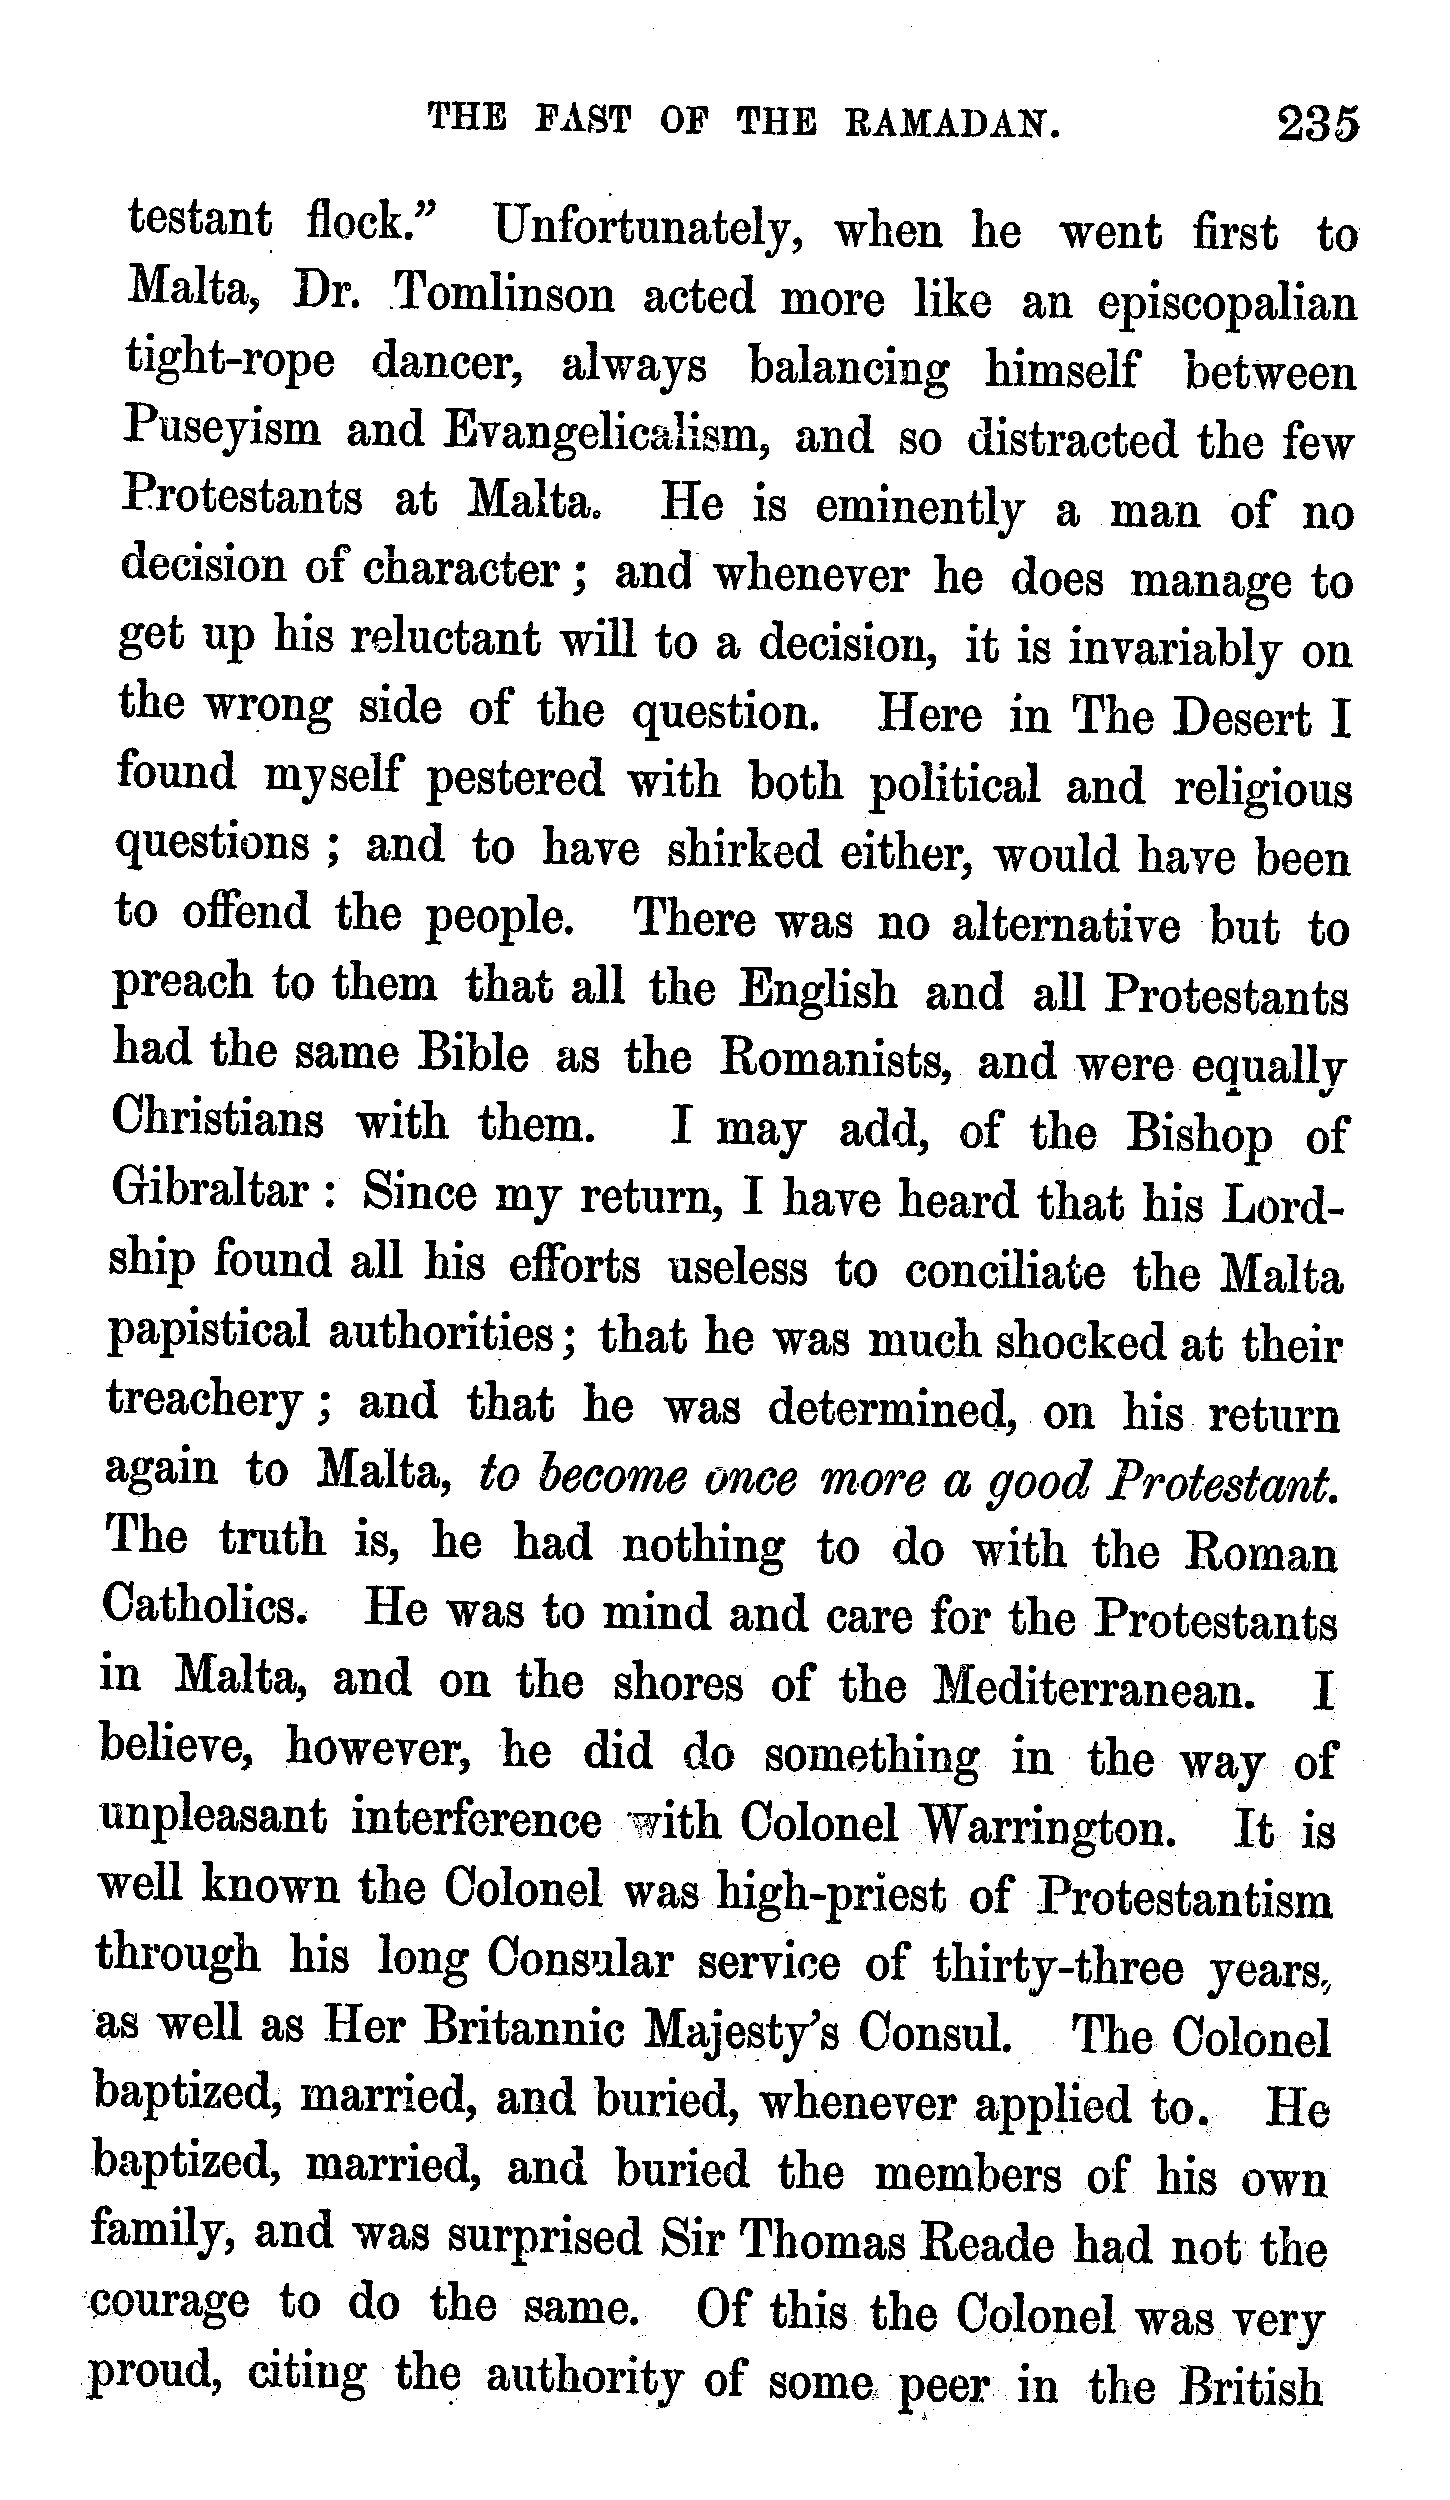 THE FAST OF THE RAMADAN. 235
testant flock." Unfortunately, when he went first to
Malta, Dr. Tomlinson acted more like an episcopalian
tight-rope dancer, always balancing himself between
Puseyism and Evangelicalism, and so distracted the few
Protestants at Malta. He is eminently a man of no
decision of character; and whenever he does manage to
get up his reluctant will to a decision, it is invariably on
the wrong side of the question. Here in The Desert I
found myself pestered with both political and religious
questions; and to have shirked either, would have been
to offend the people. There was no alternative but to
preach to them that all the English and all Protestants
had the same Bible as the Romanists, and were equally
Christians with them. I may add, of the Bishop of
Gibraltar: Since my return, I have heard that his Lord-
ship found all his efforts useless to conciliate the Malta
papistical authorities; that he was much shocked at their
treachery; and that he was determined, on his return
again to Malta, to become once more a good Protestant.
The truth is, he had nothing to do with the Roman
Catholics. He was to mind and care for the Protestants
in Malta, and on the shores of the Mediterranean. I
believe, however, he did do something in the way of
unpleasant interference with Colonel Warrington. It is
well known the Colonel was high-priest of Protestantism
through his long Consular service of thirty-three years,
as well as Her Britannic Majesty's Consul. The Colonel
baptized, married, and buried, whenever applied to. He
baptized, married, and buried the members of his own
family, and was surprised Sir Thomas Reade had not the
courage to do the same. Of this the Colonel was very
proud, citing the authority of some peer in the British